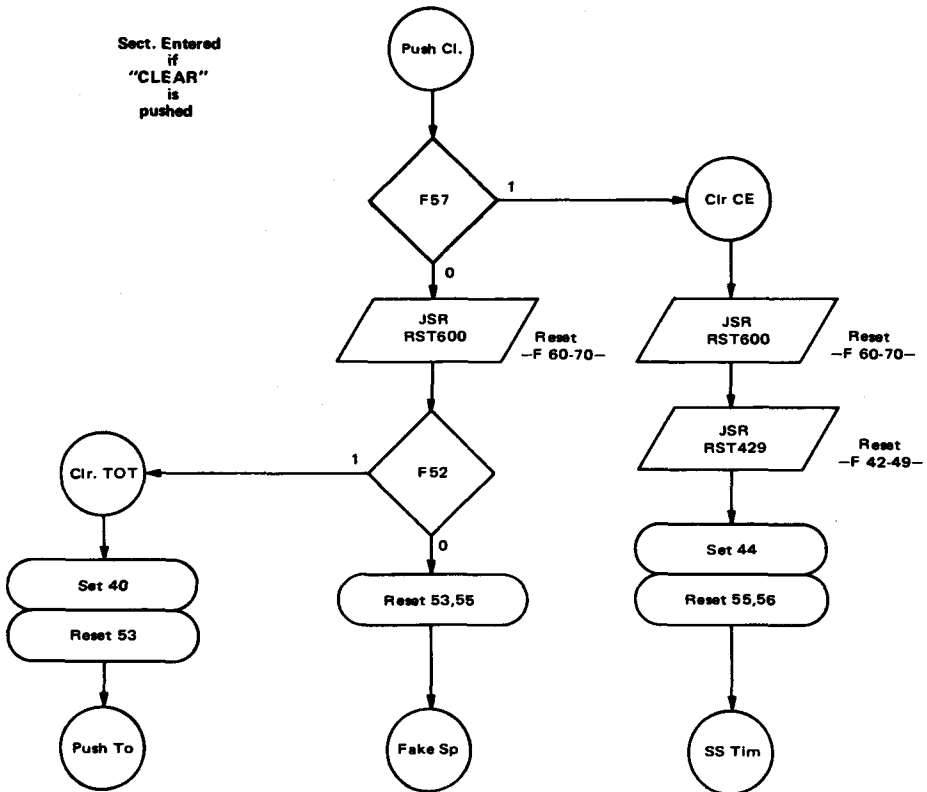 Sect. Entered
if
"CLEAR"
is
pushed
Push Cl.
F57
1
Clr CE
0
JSR
RST600
Reset
—F 60-70—
JSR
RST600
Reset
—F 60-70—
F52
1
Clr. TOT
0
JSR
RST429
Reset
—F 42-49—
Set 40
Reset 53
Reset 53,55
Set 44
Reset 55,56
Push To
Fake Sp
SS Tim